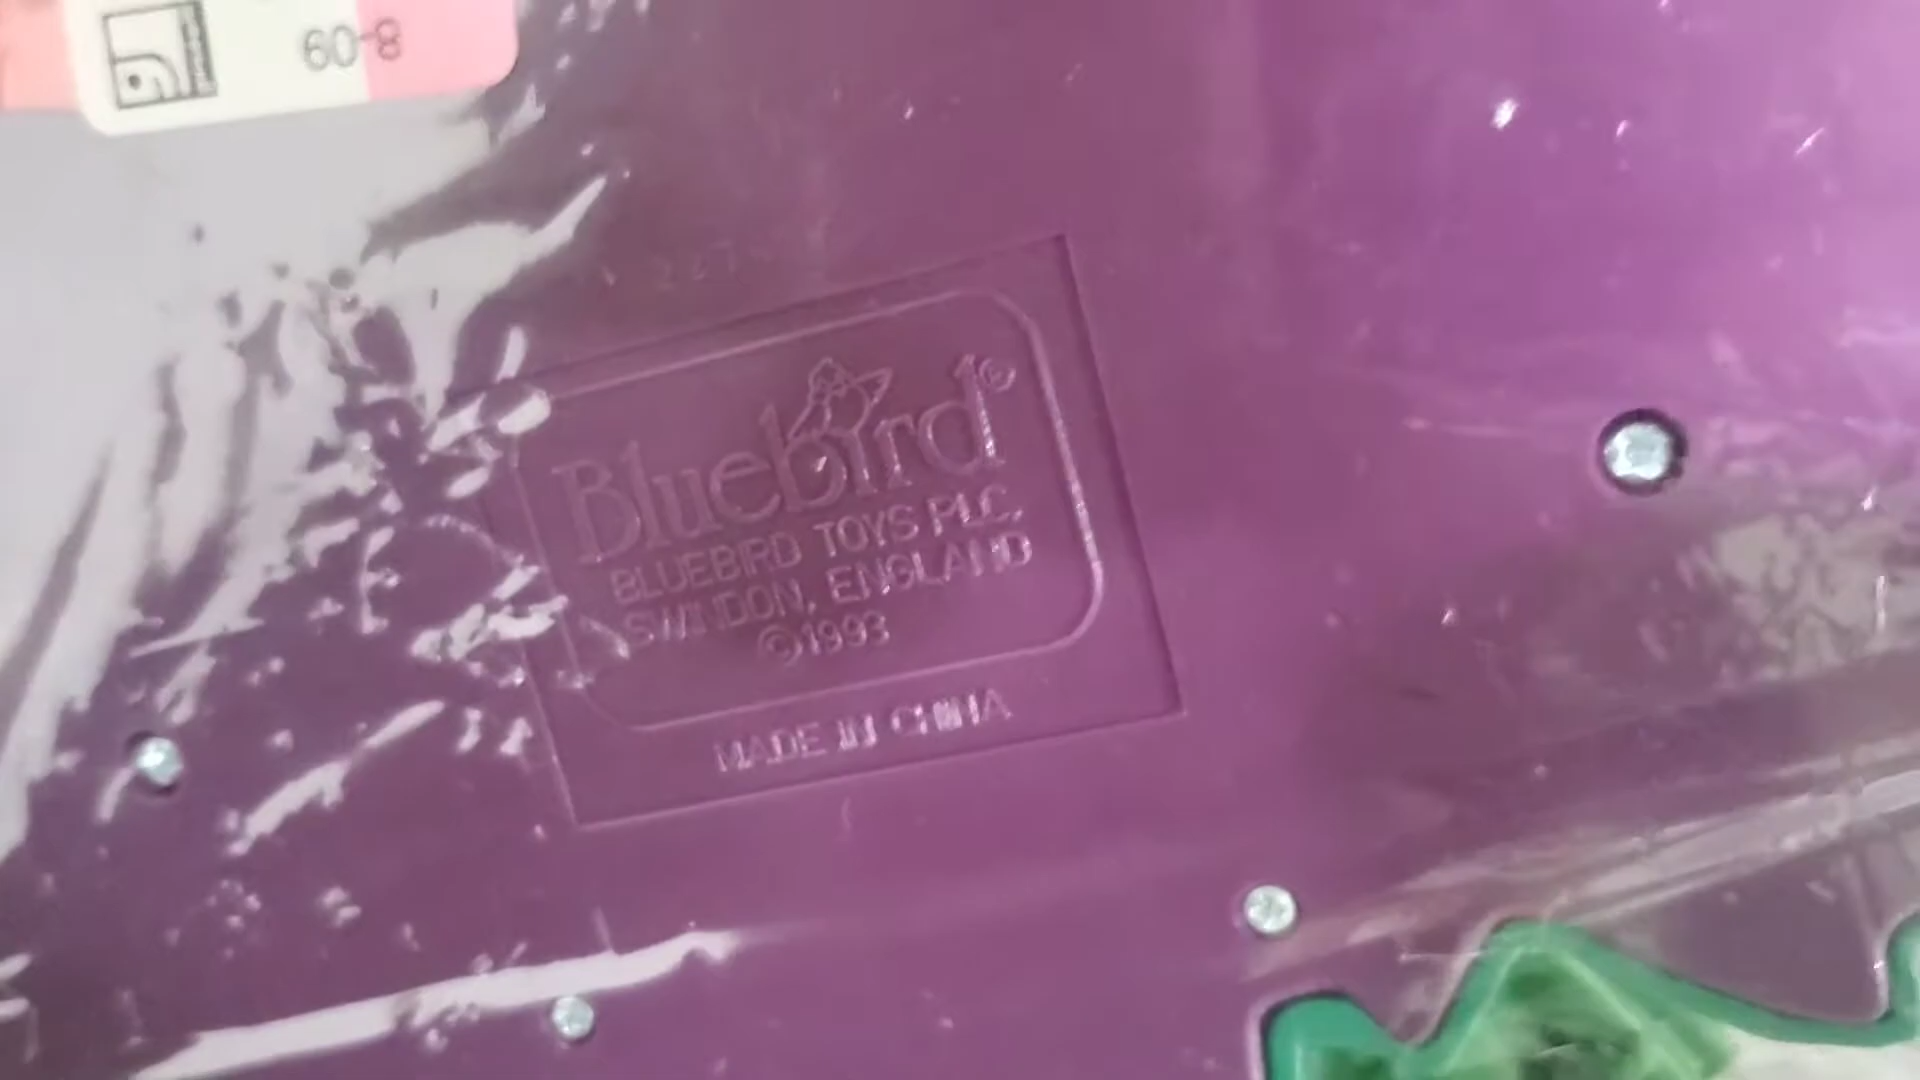 60-8
Bluebird®
BLUEBIRD TOYS PLC.
SWINDON, ENGLAND
©1993
MADE IN CHINA